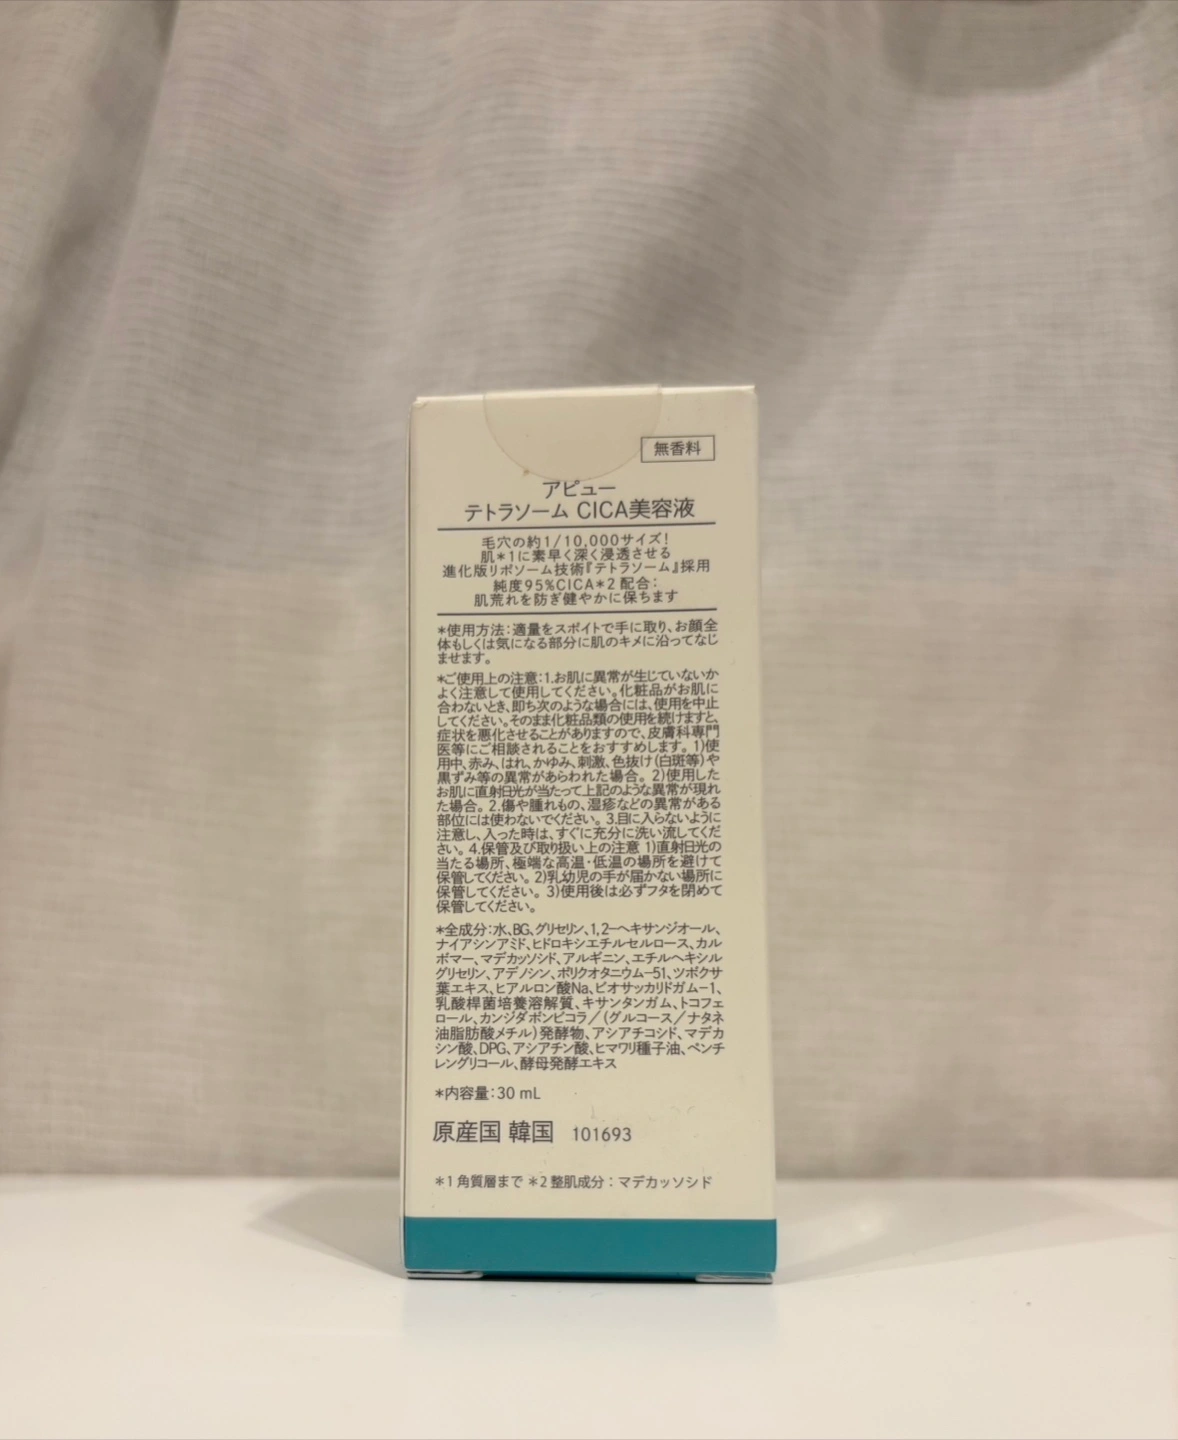 無香料
アピュー
テトラソーム CICA美容液
毛穴の約1/10,000サイズ!
肌*1に素早く深く浸透させる
進化版リポソーム技術『テトラソーム』採用
純度95%CICA*2 配合:
肌荒れを防ぎ健やかに保ちます
*使用方法:適量をスポイトで手に取り、お顔全
体もしくは気になる部分に肌のキメに沿ってなじ
ませます。
*ご使用上の注意:1.お肌に異常が生じていないか
よく注意して使用してください。化粧品がお肌に
合わないとき、即ち次のような場合には、使用を中止
してください。そのまま化粧品類の使用を続けますと、
症状を悪化させることがありますので、皮膚科専門
医等にご相談されることをおすすめします。1)使
用中、赤み、はれ、かゆみ、刺激、色抜け(白斑等)や
黒ずみ等の異常があらわれた場合。2)使用した
お肌に直射日光が当たって上記のような異常が現れ
た場合。2.傷や腫れもの、湿疹などの異常がある
部位には使わないでください。3.目に入らないように
注意し、入った時は、すぐに充分に洗い流してくだ
さい。4.保管及び取り扱い上の注意 1)直射日光の
当たる場所、極端な高温・低温の場所を避けて
保管してください。2)乳幼児の手が届かない場所に
保管してください。3)使用後は必ずフタを閉めて
保管してください。
*全成分:水、BG、グリセリン、1,2-ヘキサンジオール、
ナイアシンアミド、ヒドロキシエチルセルロース、カル
ボマー、マデカッソシド、アルギニン、エチルヘキシル
グリセリン、アデノシン、ポリクオタニウム-51、ツボクサ
葉エキス、ヒアルロン酸Na、ビオサッカリドガム-1、
乳酸桿菌培養溶解質、キサンタンガム、トコフェ
ロール、カンジダボンビコラ/(グルコース/ナタネ
油脂肪酸メチル)発酵物、アシアチコシド、マデカ
シン酸、DPG、アシアチン酸、ヒマワリ種子油、ペンチ
レングリコール、酵母発酵エキス
*内容量:30 mL
原産国 韓国 101693
*1 角質層まで *2 整肌成分:マデカッソシド